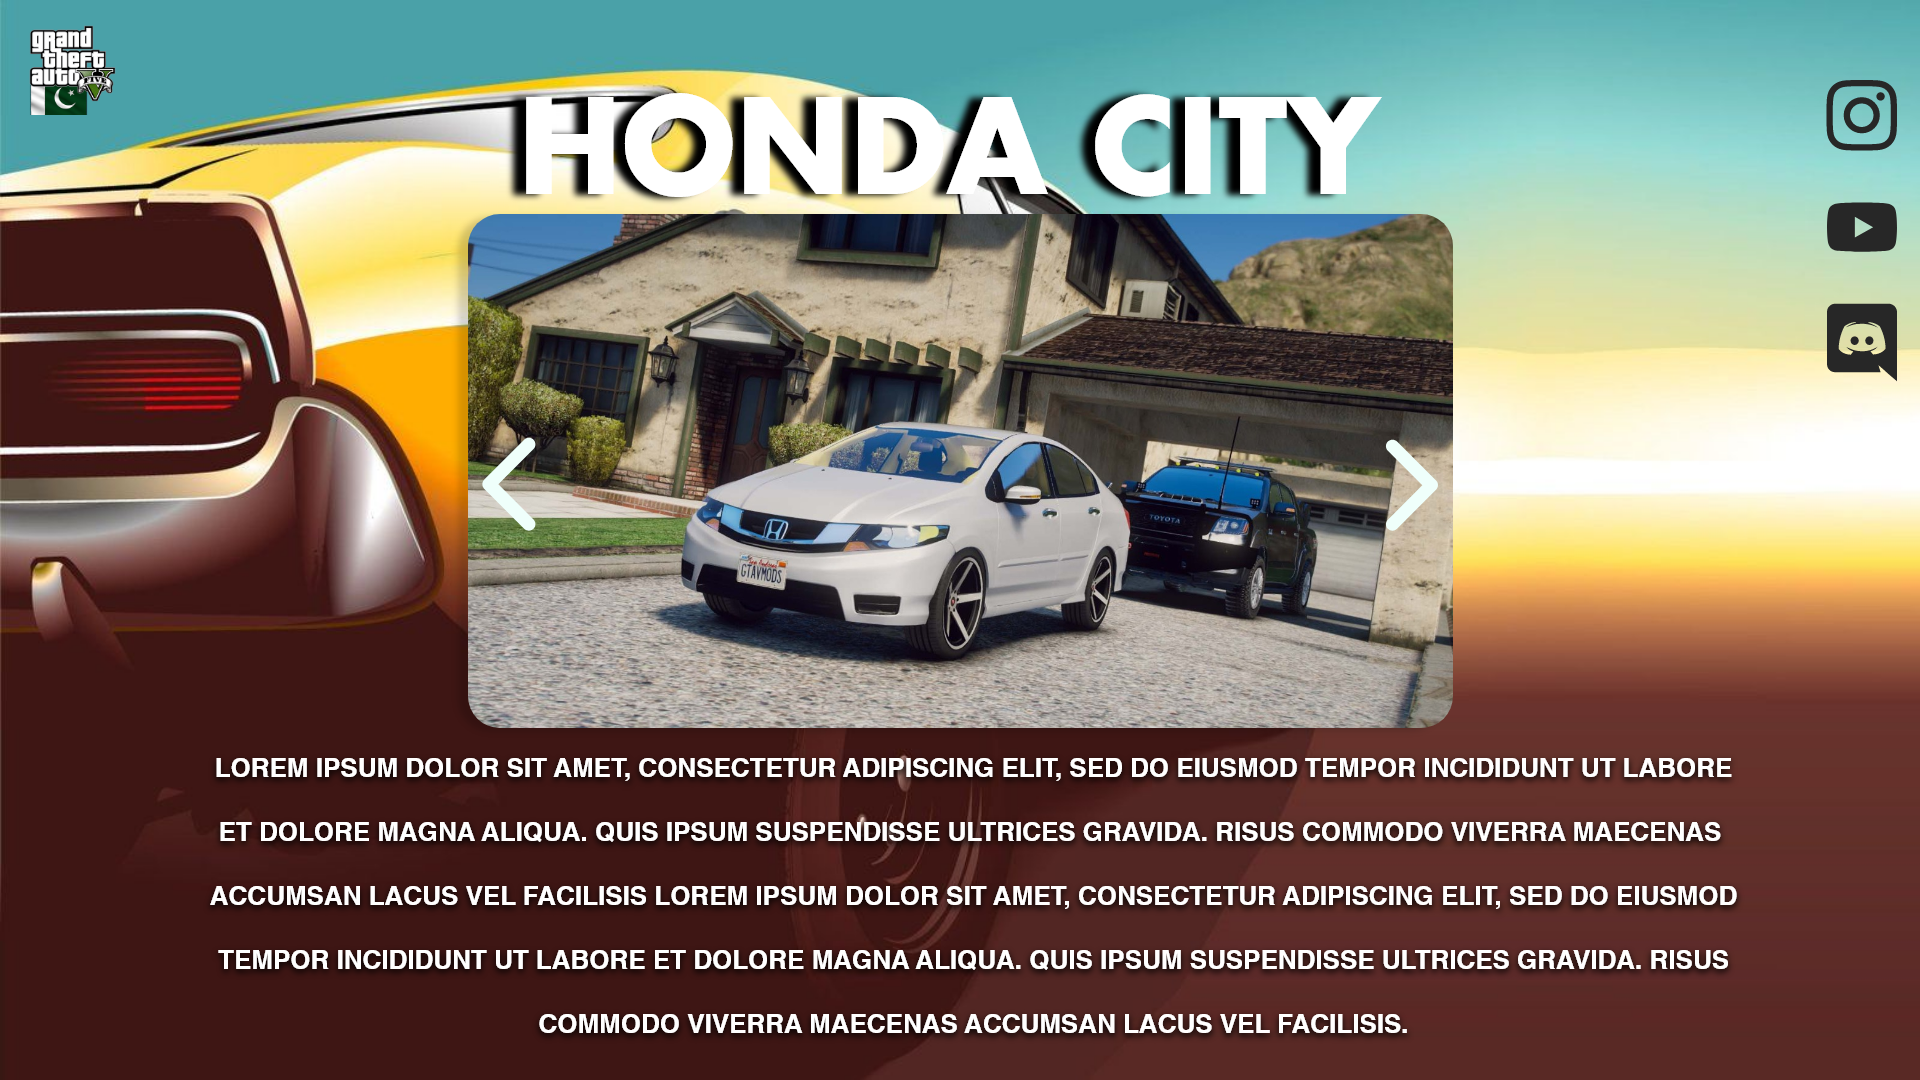 grand
theft
auto
FIVE
HONDA CITY
TOYOTA
GTAVMODS
LOREM IPSUM DOLOR SIT AMET, CONSECTETUR ADIPISCING ELIT, SED DO EIUSMOD TEMPOR INCIDIDUNT UT LABORE
ET DOLORE MAGNA ALIQUA. QUIS IPSUM SUSPENDISSE ULTRICES GRAVIDA. RISUS COMMODO VIVERRA MAECENAS
ACCUMSAN LACUS VEL FACILISIS LOREM IPSUM DOLOR SIT AMET, CONSECTETUR ADIPISCING ELIT, SED DO EIUSMOD
TEMPOR INCIDIDUNT UT LABORE ET DOLORE MAGNA ALIQUA. QUIS IPSUM SUSPENDISSE ULTRICES GRAVIDA. RISUS
COMMODO VIVERRA MAECENAS ACCUMSAN LACUS VEL FACILISIS.